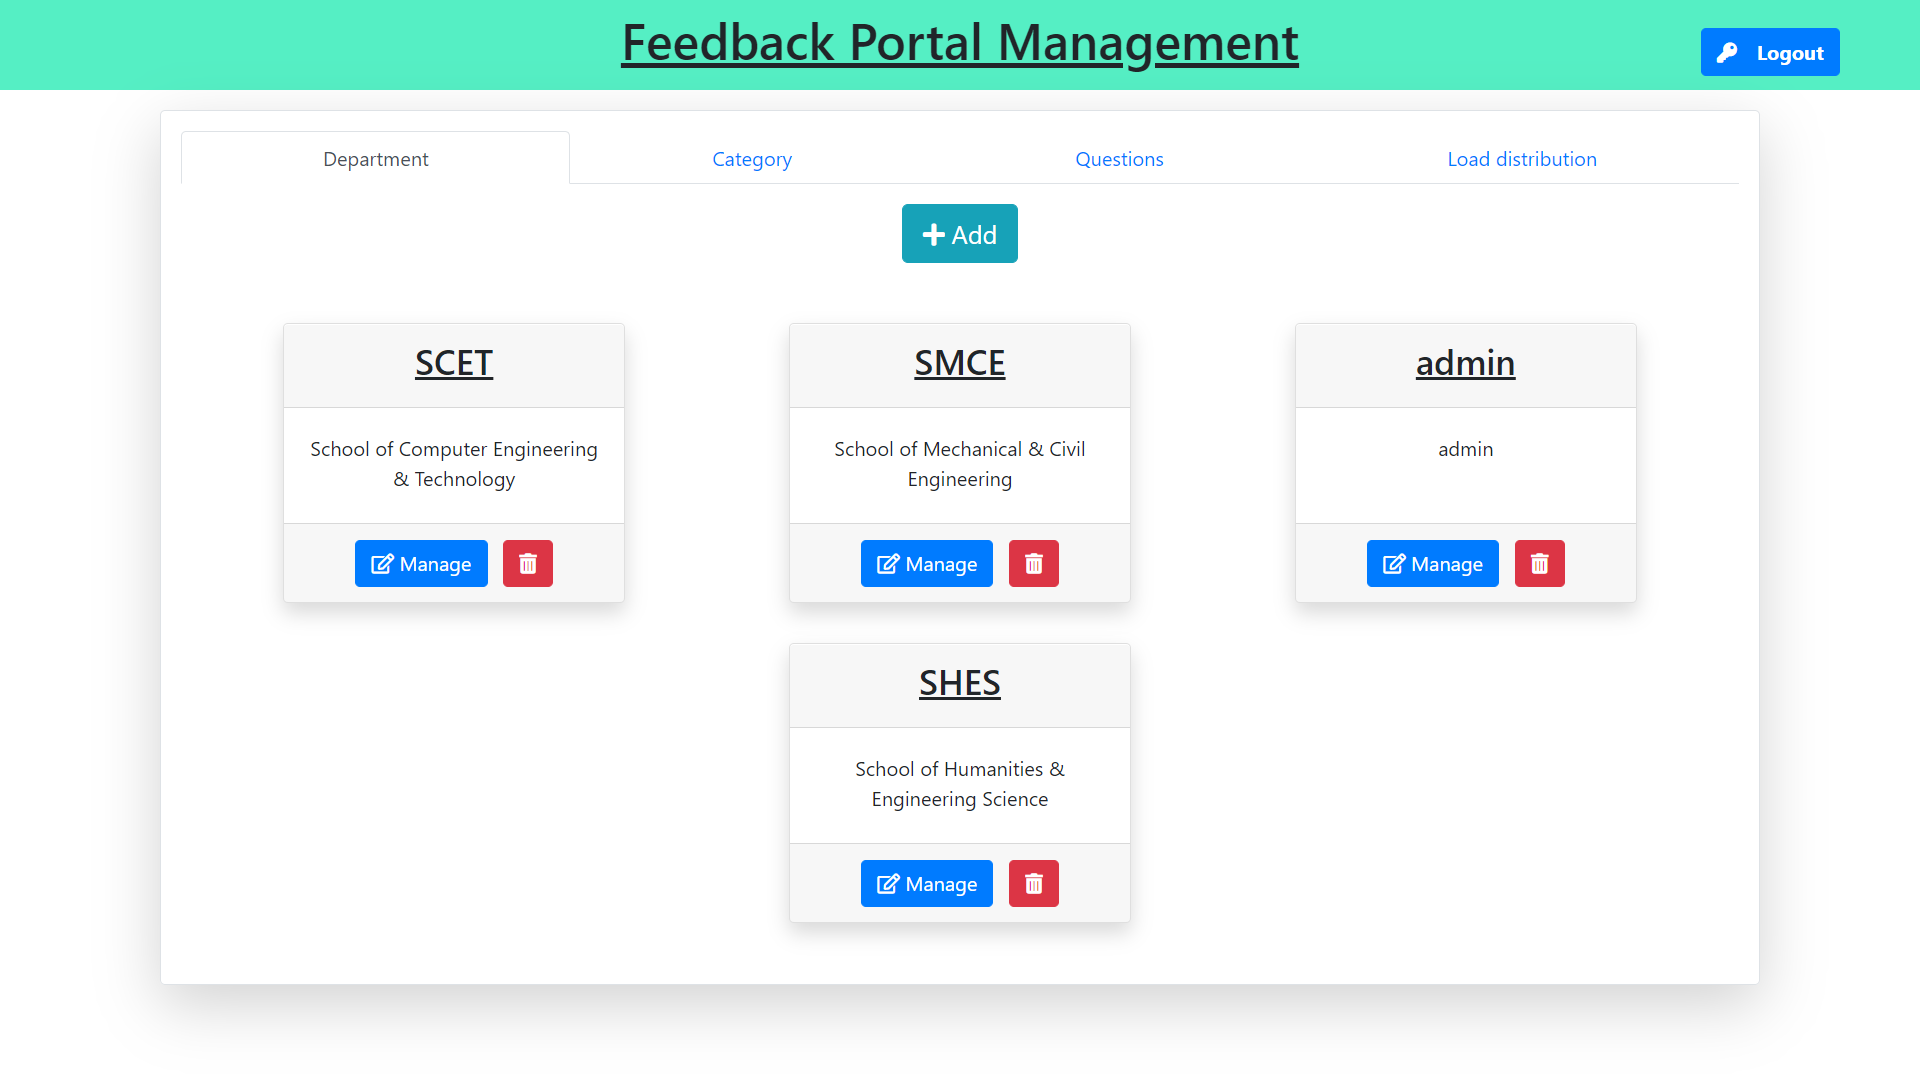 Feedback Portal Management
Logout
Department
Category
Questions
Load distribution
Add
SCET
School of Computer Engineering
& Technology
Manage
SMCE
School of Mechanical & Civil
Engineering
Manage
admin
admin
Manage
SHES
School of Humanities &
Engineering Science
Manage